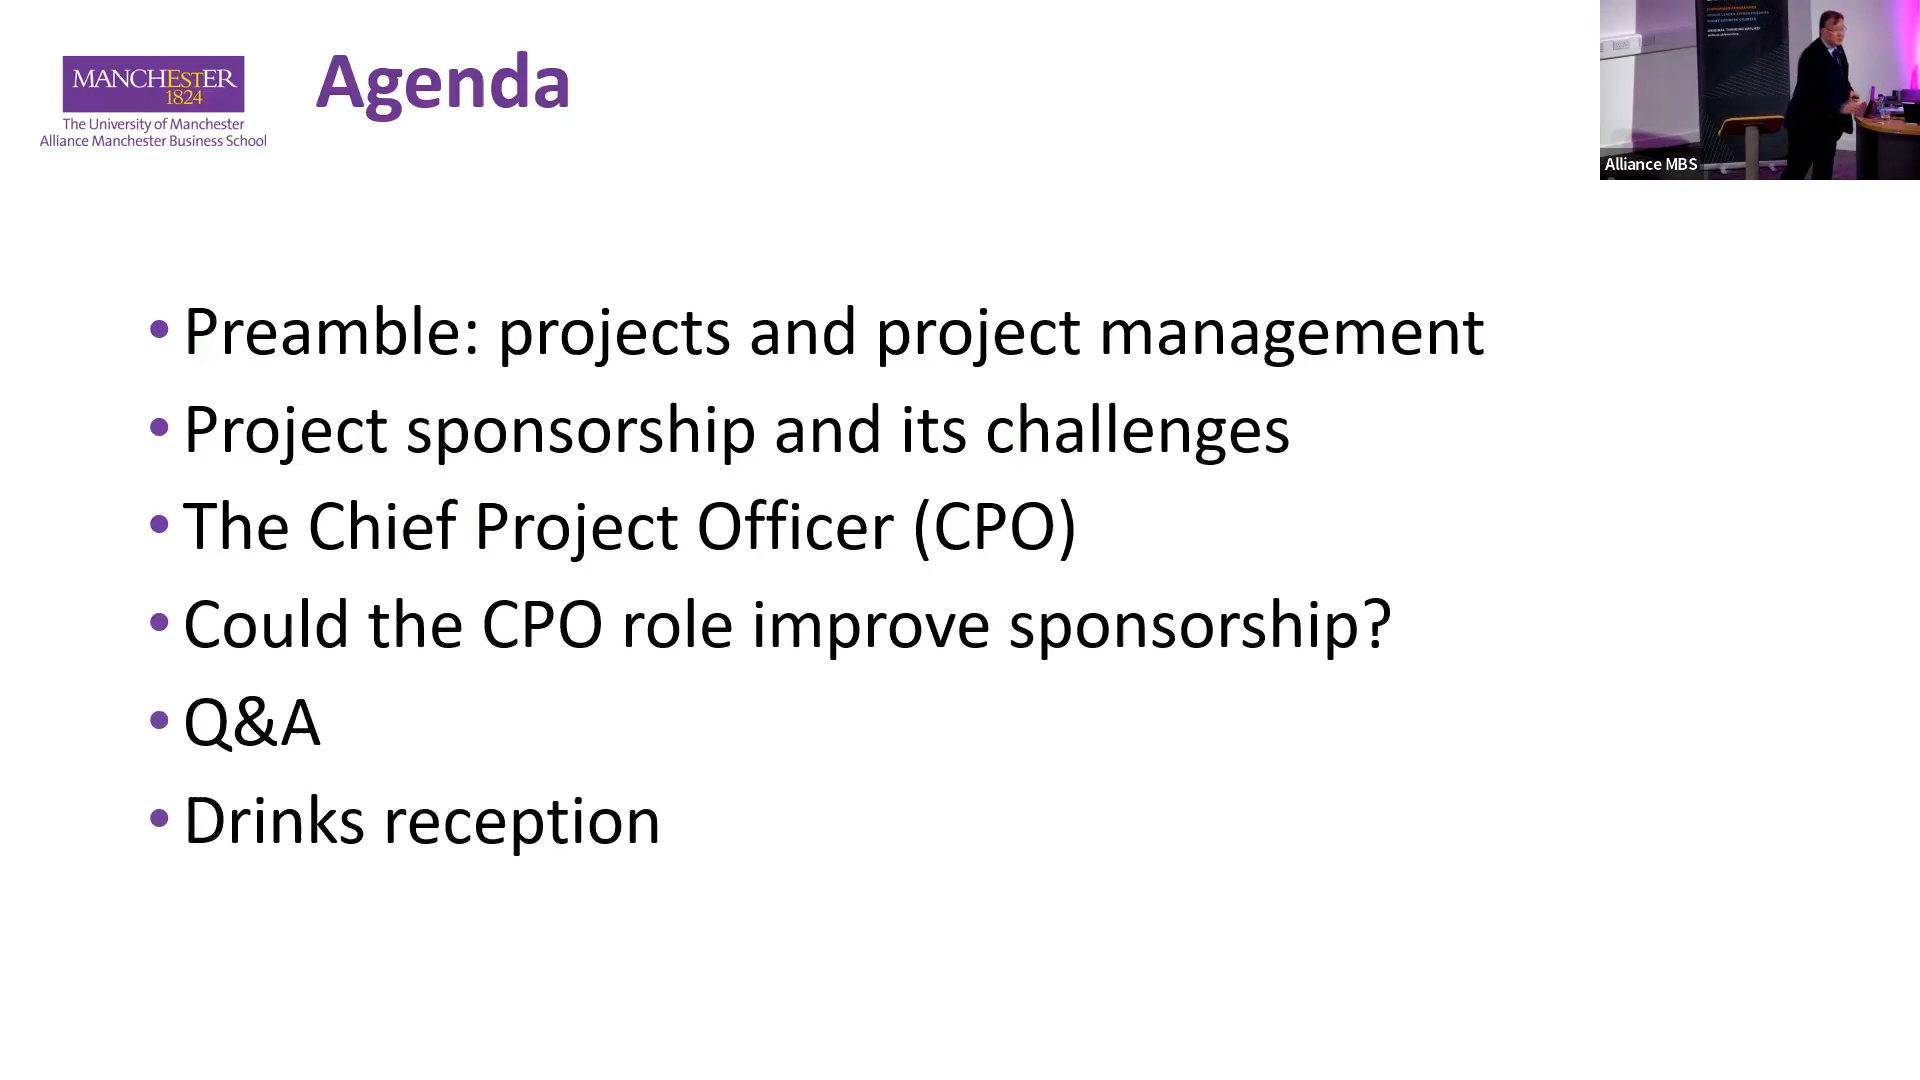 MANCHESTER
1824
The University of Manchester
Alliance Manchester Business School
Agenda
• Preamble: projects and project management
• Project sponsorship and its challenges
• The Chief Project Officer (CPO)
• Could the CPO role improve sponsorship?
• Q&A
• Drinks reception
Alliance MBS